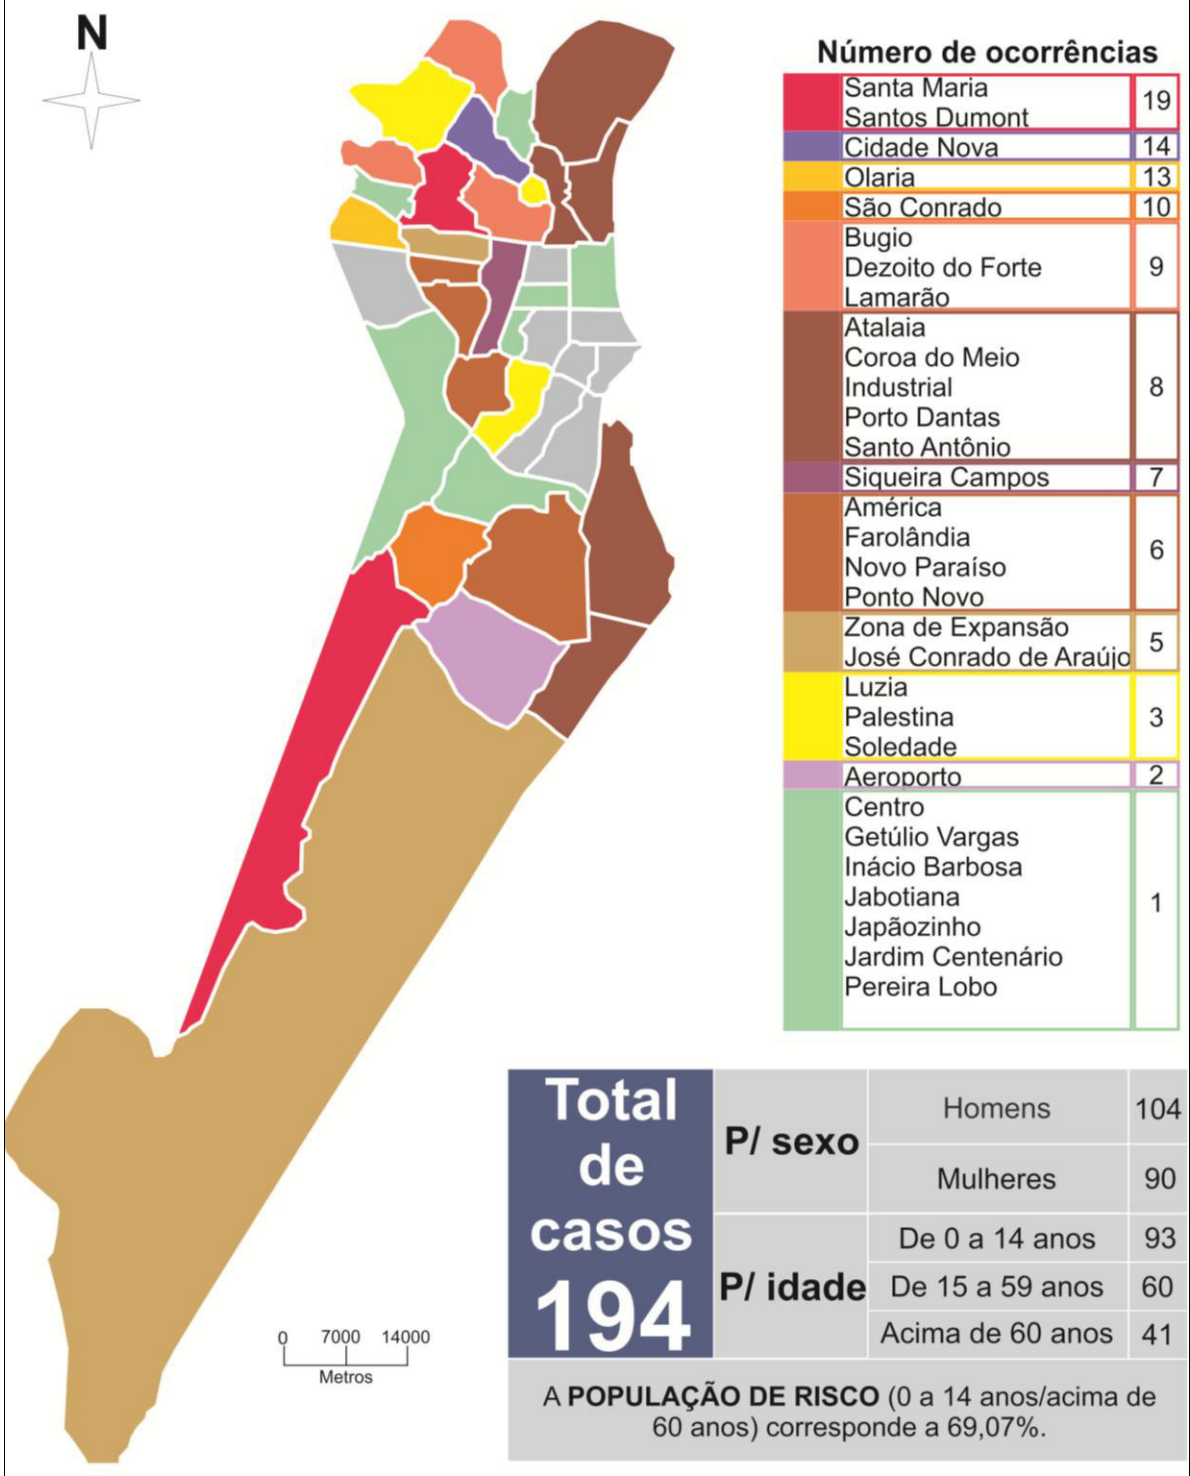 N
Número de ocorrências
Santa Maria
Santos Dumont
19
Cidade Nova
14
Olaria
13
São Conrado
10
Bugio
Dezoito do Forte
Lamarão
9
Atalaia
Coroa do Meio
Industrial
Porto Dantas
Santo Antônio
8
Siqueira Campos
7
América
Farolândia
Novo Paraíso
Ponto Novo
6
Zona de Expansão
José Conrado de Araújo
5
Luzia
Palestina
Soledade
3
Aeroporto
2
Centro
Getúlio Vargas
Inácio Barbosa
Jabotiana
Japãozinho
Jardim Centenário
Pereira Lobo
1
0 7000 14000
Metros
Total
de
casos
194
P/ sexo
Homens 104
Mulheres 90
P/ idade
De 0 a 14 anos 93
De 15 a 59 anos 60
Acima de 60 anos 41
A POPULAÇÃO DE RISCO (0 a 14 anos/acima de
60 anos) corresponde a 69,07%.